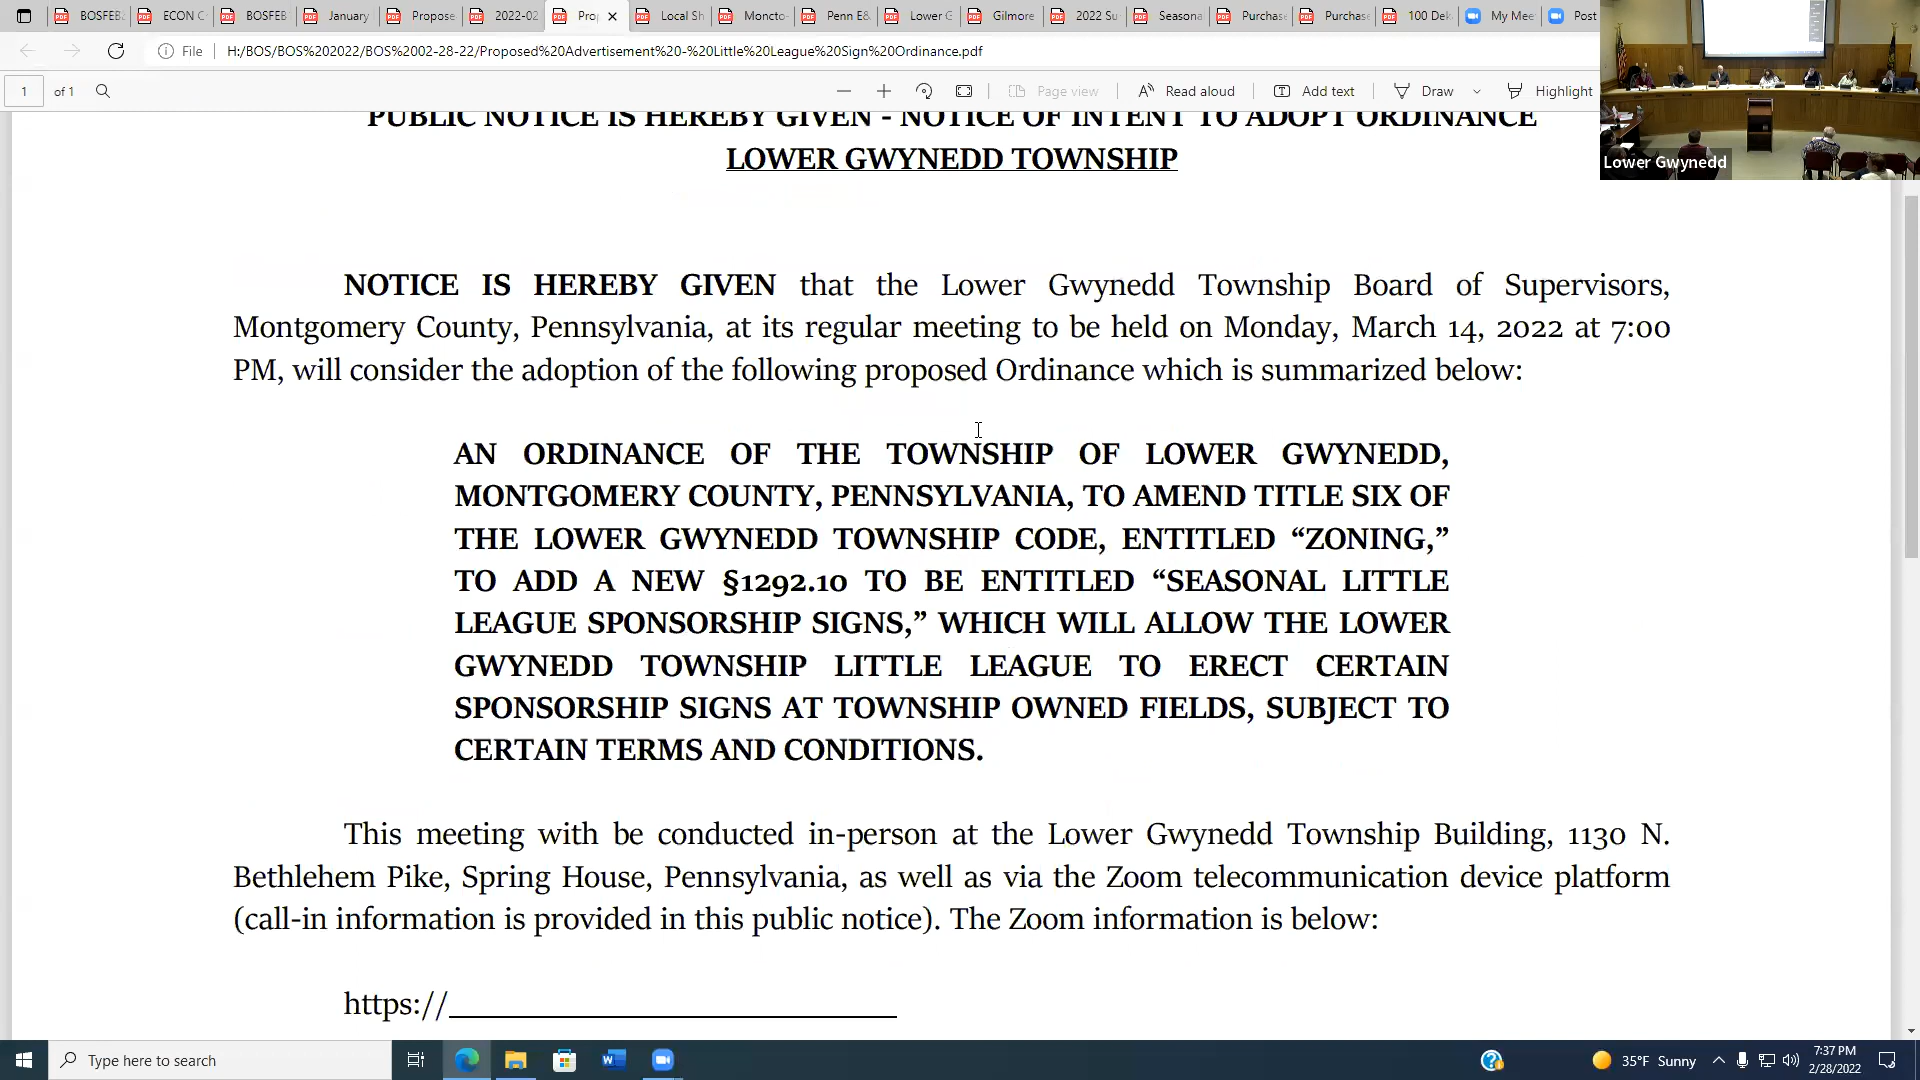 BOSFEB
ECON C
BOSFEB
January
Propose
2022-02
Pro
Local Sh
Moncto
Penn E&
Lower G
Gilmore
2022 Su
Seasona
Purchas
Purchas
100 Dek
My Mee
Post
File
H:/BOS/BOS%202022/BOS%2002-28-22/Proposed%20Advertisement%20-%20Little%20League%20Sign%20Ordinance.pdf
1
of 1
Page view
Read aloud
Add text
Draw
Highlight
Lower Gwynedd
PUBLIC NOTICE IS HEREBY GIVEN - NOTICE OF INTENT TO ADOPT ORDINANCE
LOWER GWYNEDD TOWNSHIP
NOTICE IS HEREBY GIVEN that the Lower Gwynedd Township Board of Supervisors,
Montgomery County, Pennsylvania, at its regular meeting to be held on Monday, March 14, 2022 at 7:00
PM, will consider the adoption of the following proposed Ordinance which is summarized below:
AN ORDINANCE OF THE TOWNSHIP OF LOWER GWYNEDD,
MONTGOMERY COUNTY, PENNSYLVANIA, TO AMEND TITLE SIX OF
THE LOWER GWYNEDD TOWNSHIP CODE, ENTITLED “ZONING,”
TO ADD A NEW §1292.10 TO BE ENTITLED “SEASONAL LITTLE
LEAGUE SPONSORSHIP SIGNS,” WHICH WILL ALLOW THE LOWER
GWYNEDD TOWNSHIP LITTLE LEAGUE TO ERECT CERTAIN
SPONSORSHIP SIGNS AT TOWNSHIP OWNED FIELDS, SUBJECT TO
CERTAIN TERMS AND CONDITIONS.
This meeting with be conducted in-person at the Lower Gwynedd Township Building, 1130 N.
Bethlehem Pike, Spring House, Pennsylvania, as well as via the Zoom telecommunication device platform
(call-in information is provided in this public notice). The Zoom information is below:
https://
Type here to search
35°F Sunny
7:37 PM
2/28/2022